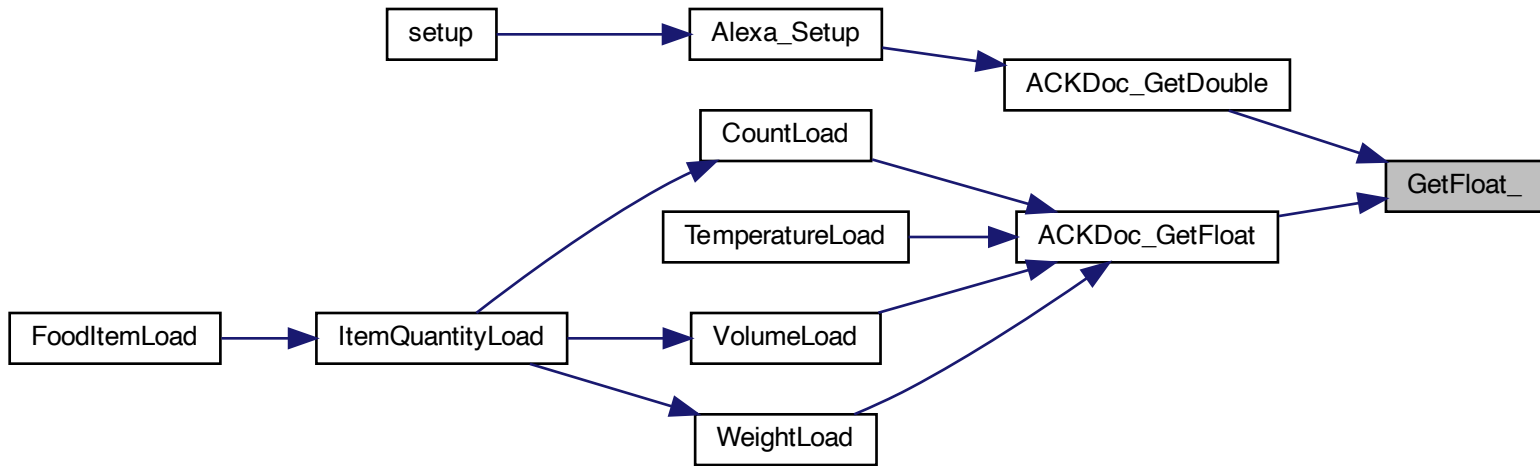 setup
Alexa_Setup
ACKDoc_GetDouble
CountLoad
GetFloat_
TemperatureLoad
ACKDoc_GetFloat
FoodItemLoad
ItemQuantityLoad
VolumeLoad
WeightLoad